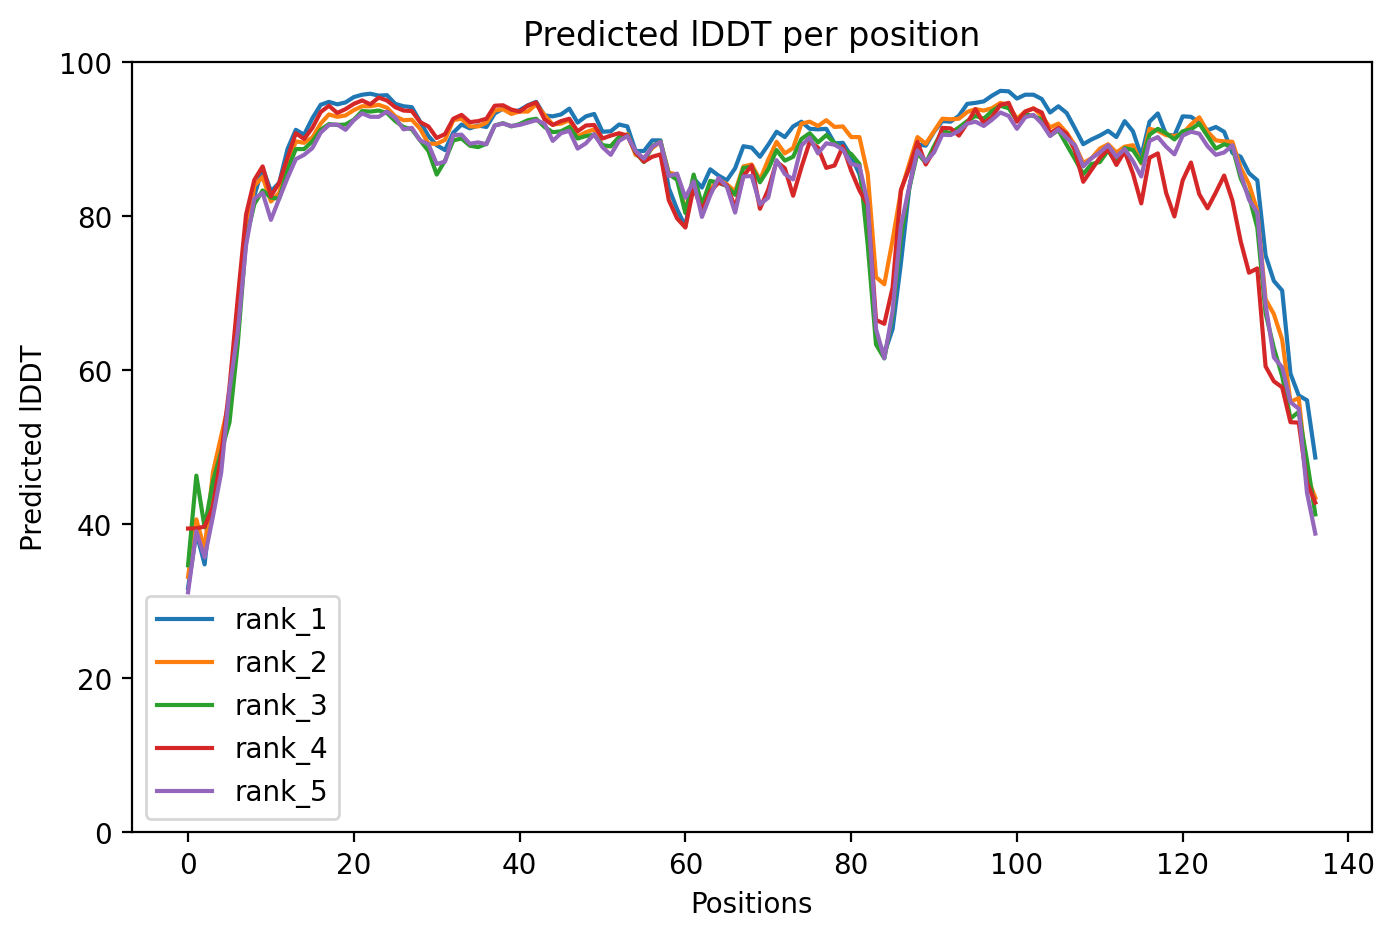 Predicted lDDT per position
100
80
60
40
20
0
Predicted lDDT
rank_1
rank_2
rank_3
rank_4
rank_5
0 20 40 60 80 100 120 140
Positions